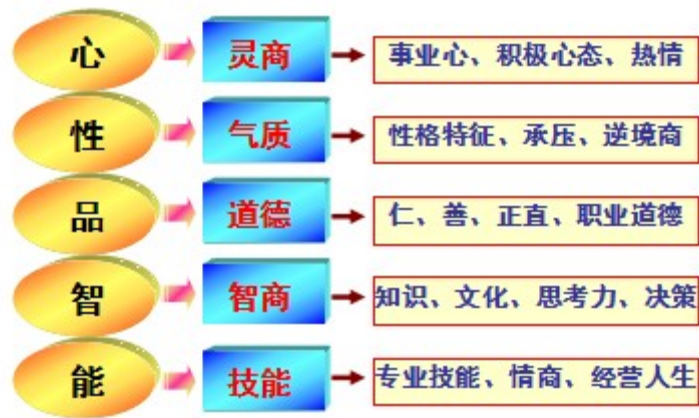 心 灵商 事业心、积极心态、热情
性 气质 性格特征、承压、逆境商
品 道德 仁、善、正直、职业道德
智 智商 知识、文化、思考力、决策
能 技能 专业技能、情商、经营人生